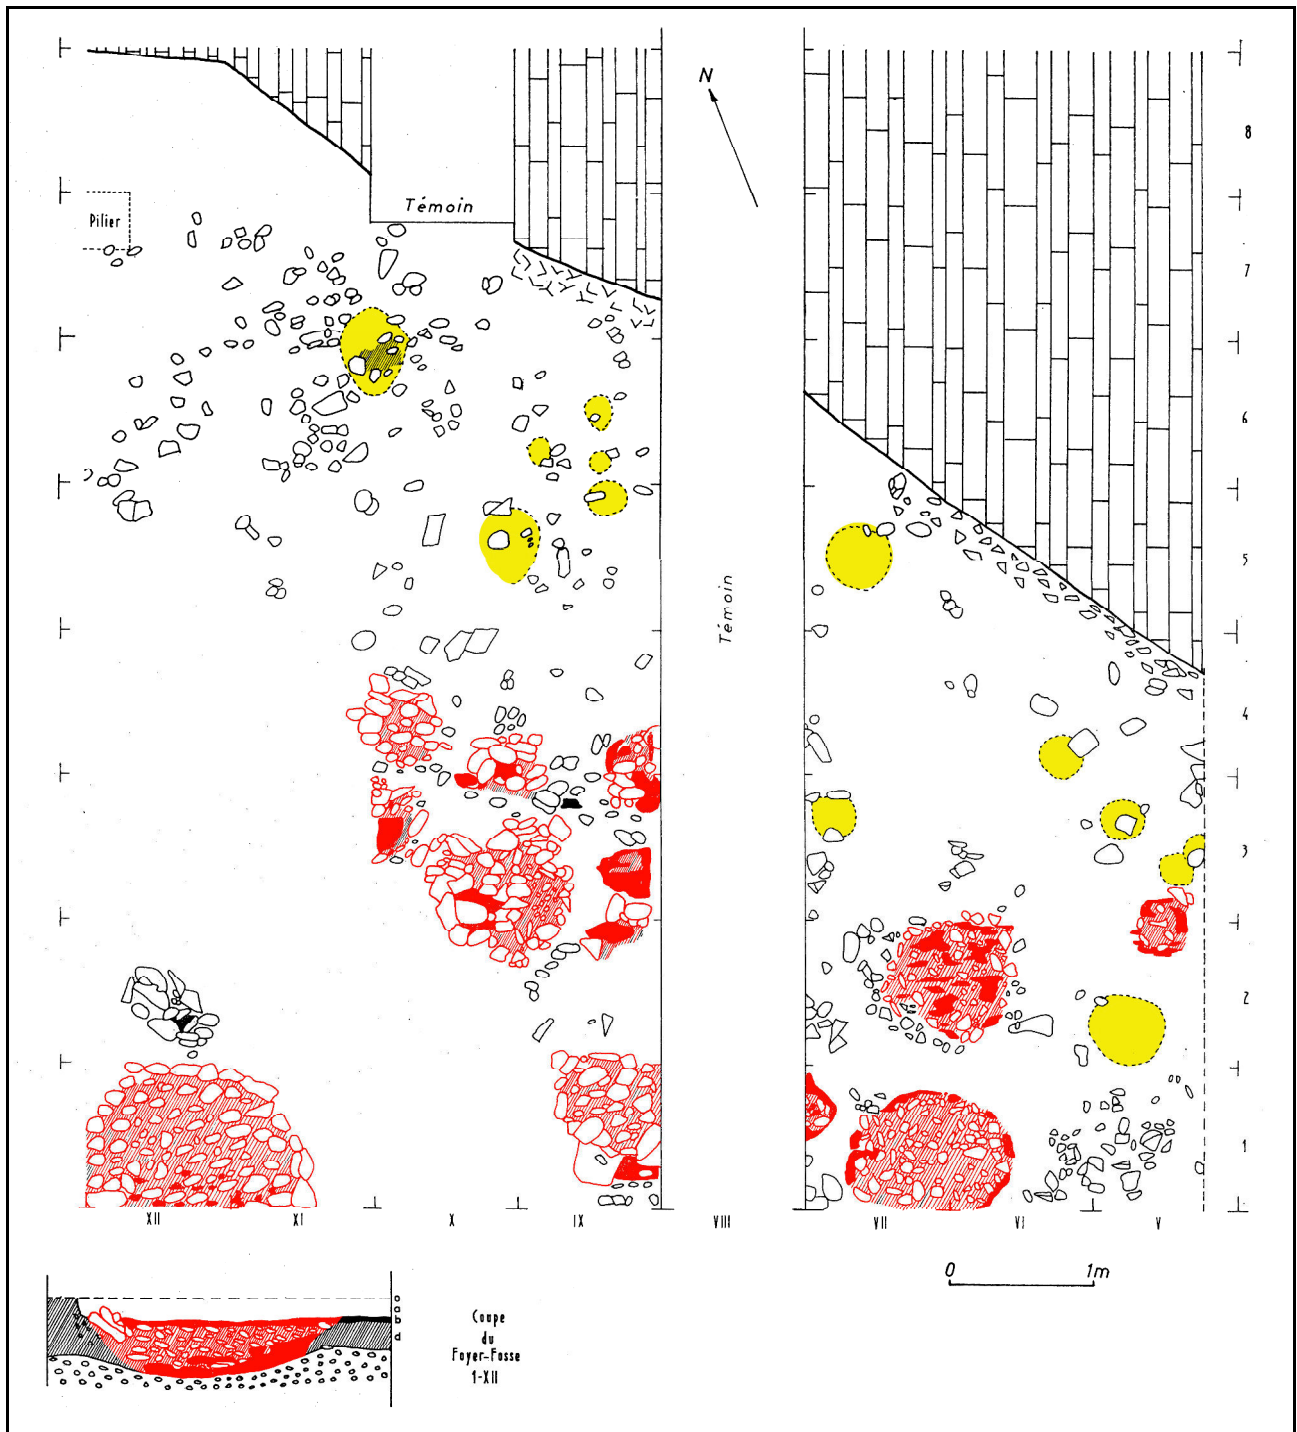 N
8
Témoin
Pilier
7
6
5
Témoin
4
3
2
1
XII
XI
X
IX
VIII
VII
VI
V
0 1m
a
b
d
Coupe
du
Foyer-Fosse
1-XII